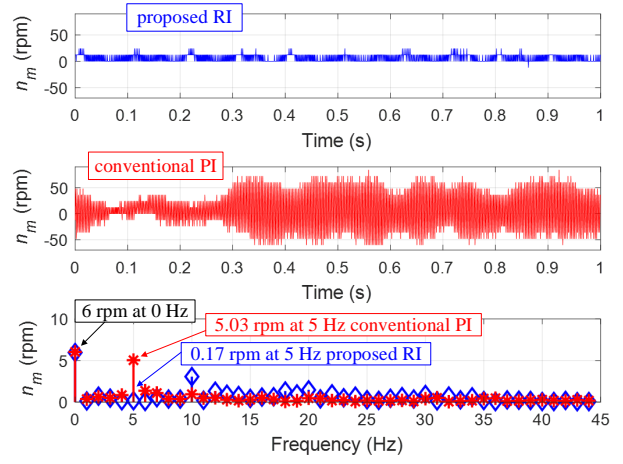 proposed RI
n_m (rpm)
50
0
-50
0 0.1 0.2 0.3 0.4 0.5 0.6 0.7 0.8 0.9 1
Time (s)
conventional PI
n_m (rpm)
50
0
-50
0 0.1 0.2 0.3 0.4 0.5 0.6 0.7 0.8 0.9 1
Time (s)
6 rpm at 0 Hz
n_m (rpm)
10
5
0
5.03 rpm at 5 Hz conventional PI
0.17 rpm at 5 Hz proposed RI
0 5 10 15 20 25 30 35 40 45
Frequency (Hz)